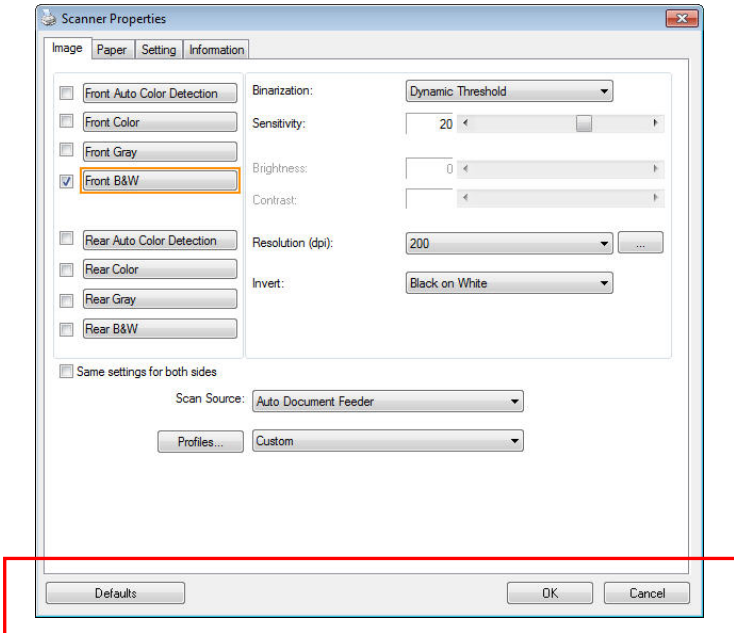 Scanner Properties
Image Paper Setting Information
Front Auto Color Detection
Front Color
Front Gray
Front B&W
Rear Auto Color Detection
Rear Color
Rear Gray
Rear B&W
Binarization: Dynamic Threshold
Sensitivity: 20
Brightness: 0
Contrast:
Resolution (dpi): 200 ...
Invert: Black on White
Same settings for both sides
Scan Source: Auto Document Feeder
Profiles... Custom
Defaults OK Cancel